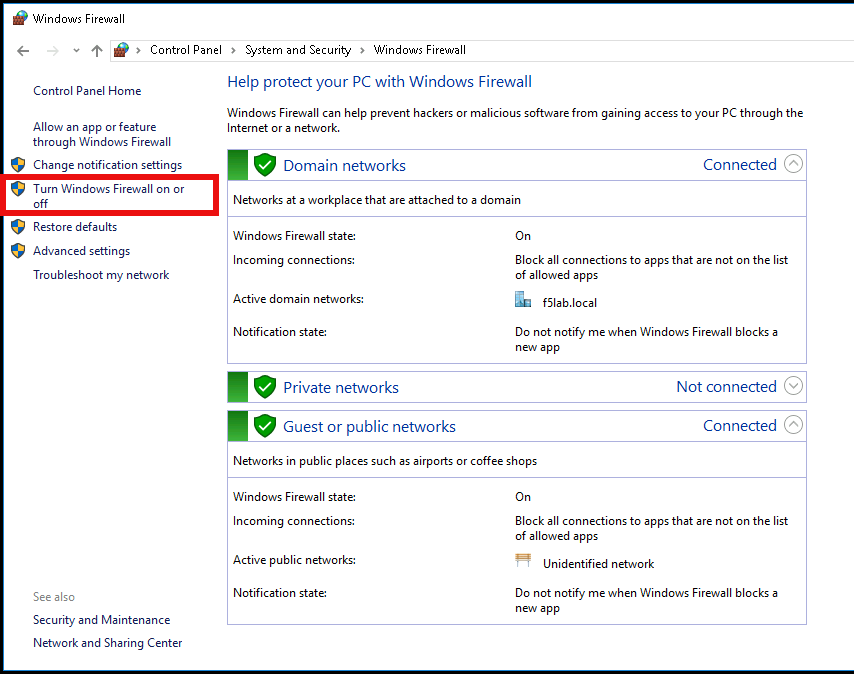 Windows Firewall
Control Panel > System and Security > Windows Firewall
Control Panel Home
Allow an app or feature
through Windows Firewall
Change notification settings
Turn Windows Firewall on or
off
Restore defaults
Advanced settings
Troubleshoot my network
See also
Security and Maintenance
Network and Sharing Center
Help protect your PC with Windows Firewall
Windows Firewall can help prevent hackers or malicious software from gaining access to your PC through the
Internet or a network.
Domain networks Connected
Networks at a workplace that are attached to a domain
Windows Firewall state: On
Incoming connections: Block all connections to apps that are not on the list
of allowed apps
Active domain networks: f5lab.local
Notification state: Do not notify me when Windows Firewall blocks a
new app
Private networks Not connected
Guest or public networks Connected
Networks in public places such as airports or coffee shops
Windows Firewall state: On
Incoming connections: Block all connections to apps that are not on the list
of allowed apps
Active public networks: Unidentified network
Notification state: Do not notify me when Windows Firewall blocks a
new app